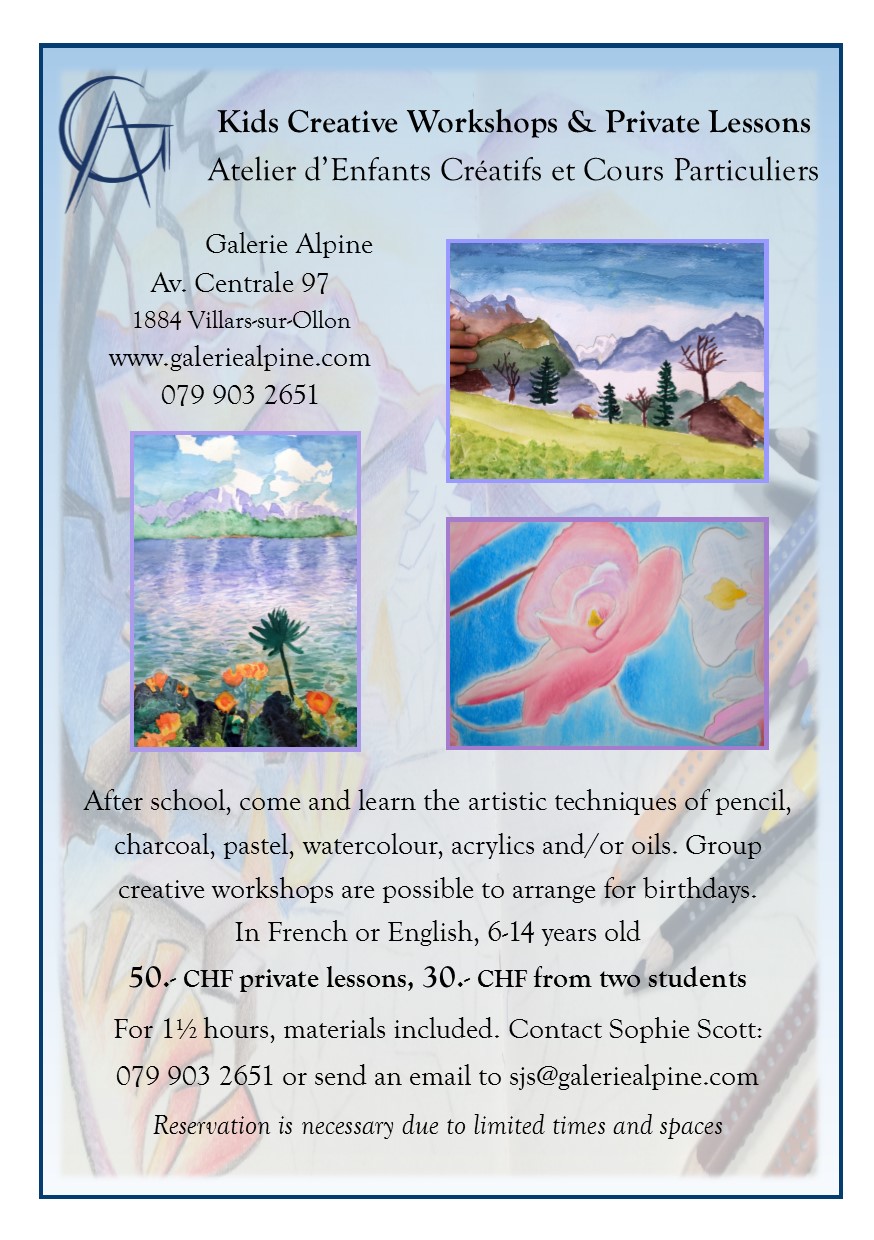 Kids Creative Workshops & Private Lessons
Atelier d’Enfants Créatifs et Cours Particuliers
Galerie Alpine
Av. Centrale 97
1884 Villars-sur-Ollon
www.galeriealpine.com
079 903 2651
After school, come and learn the artistic techniques of pencil,
charcoal, pastel, watercolour, acrylics and/or oils. Group
creative workshops are possible to arrange for birthdays.
In French or English, 6-14 years old
50.- CHF private lessons, 30.- CHF from two students
For 1½ hours, materials included. Contact Sophie Scott:
079 903 2651 or send an email to sjs@galeriealpine.com
Reservation is necessary due to limited times and spaces